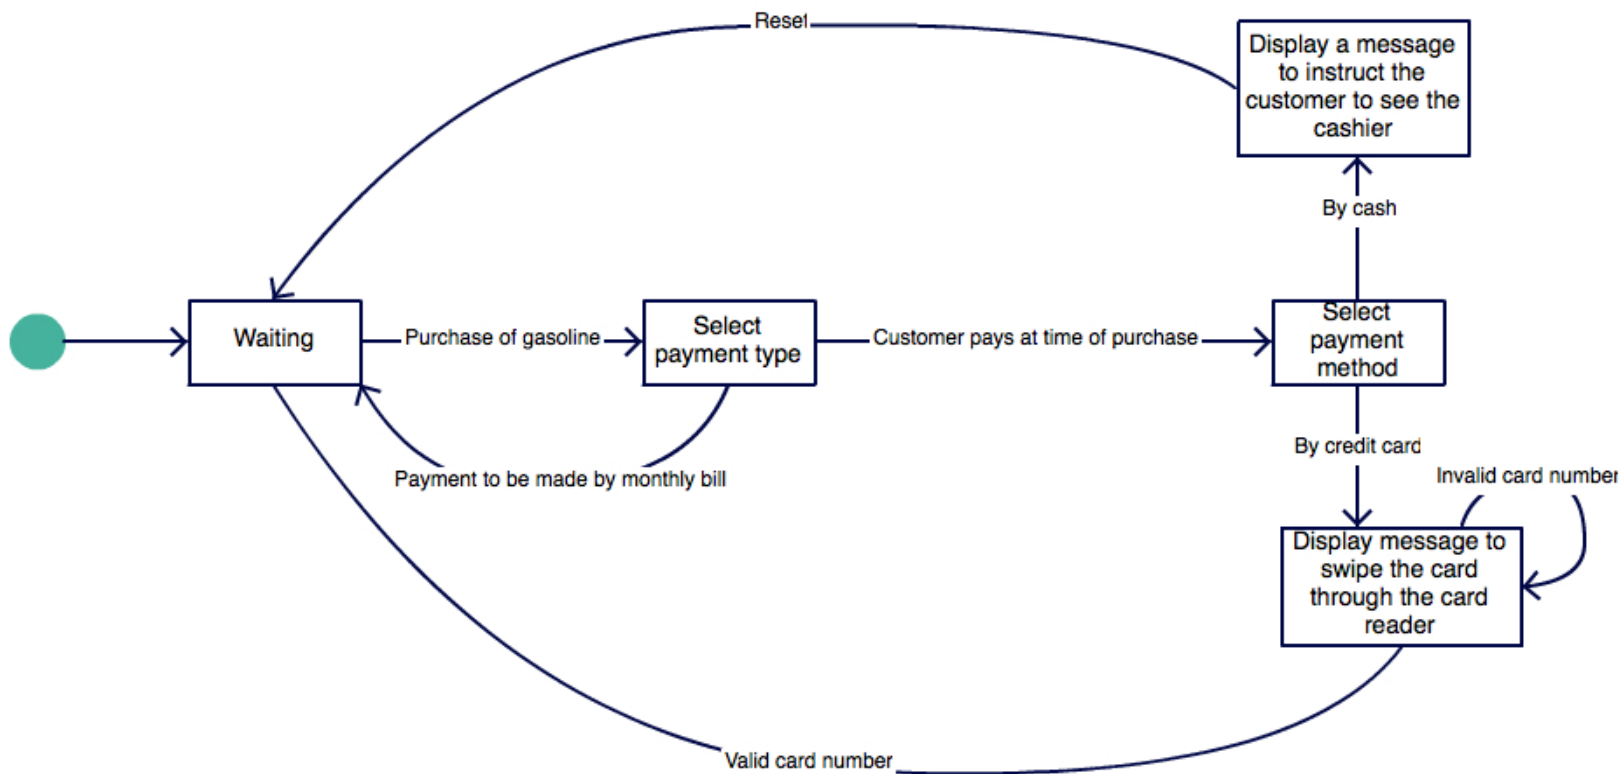 Reset
Display a message
to instruct the
customer to see the
cashier
By cash
Waiting
Purchase of gasoline
Select
payment type
Customer pays at time of purchase
Select
payment
method
Payment to be made by monthly bill
By credit card
Invalid card number
Display message to
swipe the card
through the card
reader
Valid card number